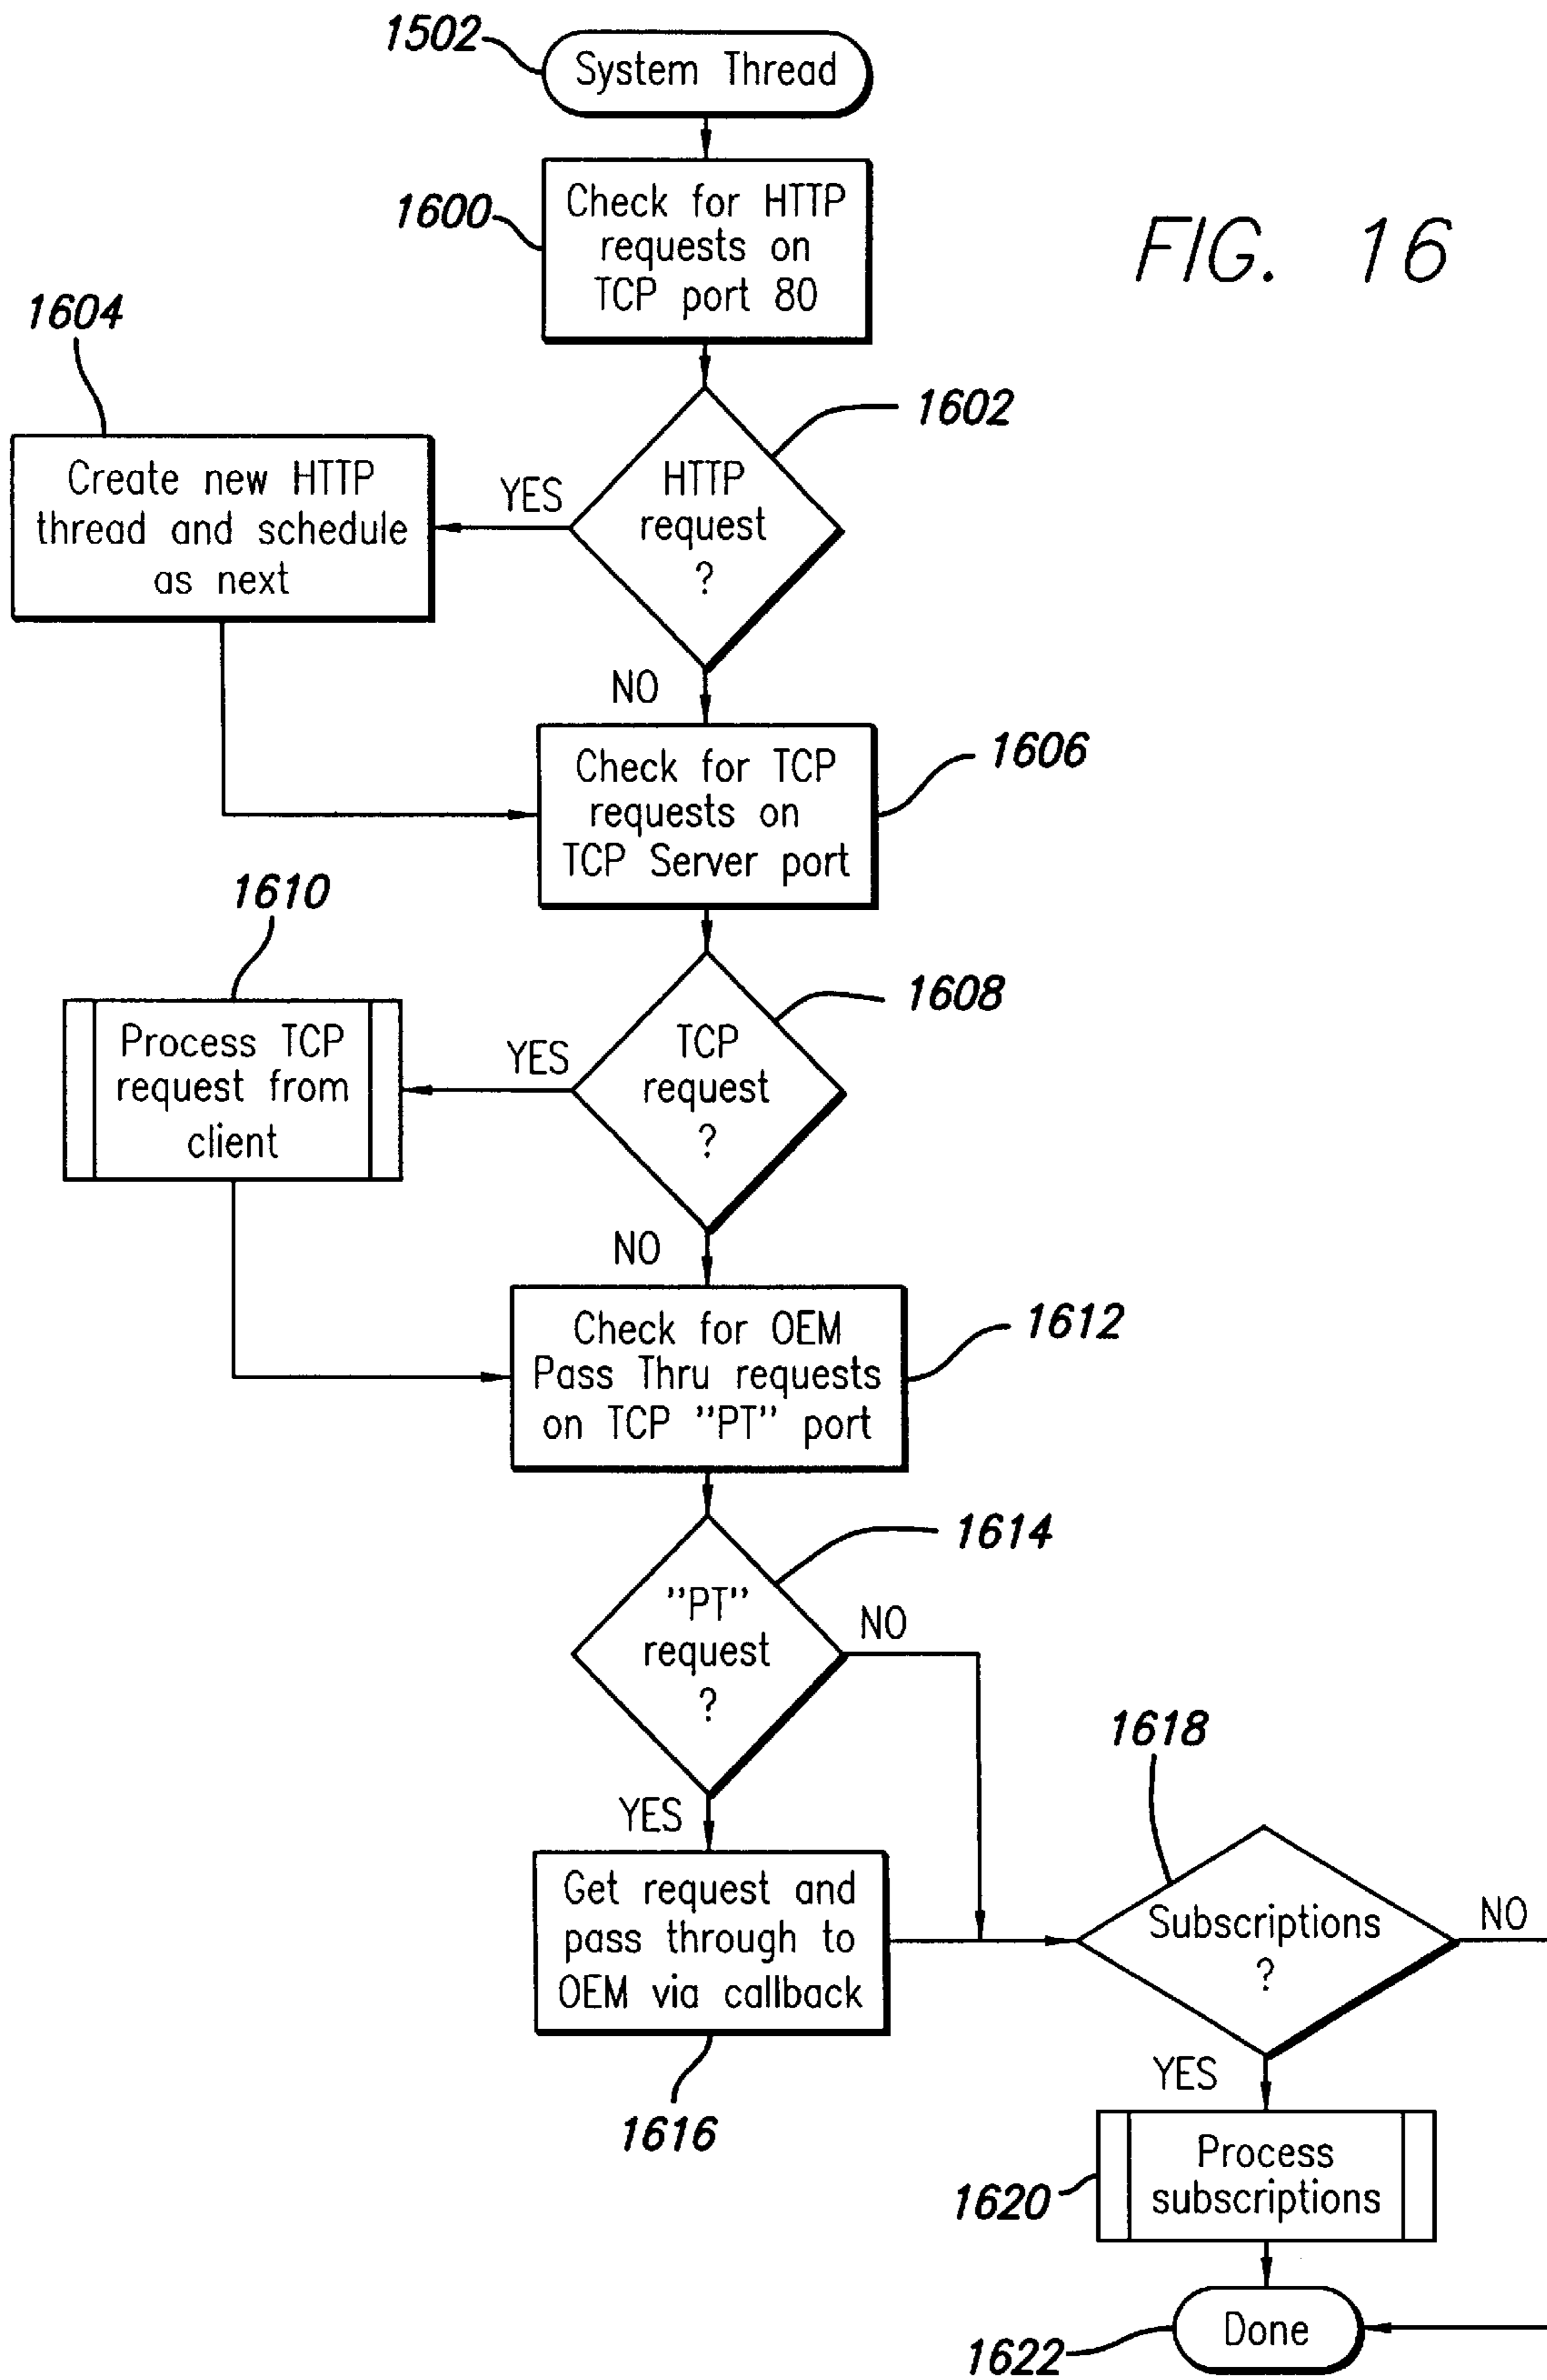 1502
System Thread
1600
Check for HTTP
requests on
TCP port 80
FIG. 16
1604
1602
Create new HTTP
thread and schedule
as next
YES
HTTP
request
?
NO
1606
Check for TCP
requests on
TCP Server port
1610
1608
Process TCP
request from
client
YES
TCP
request
?
NO
1612
Check for OEM
Pass Thru requests
on TCP "PT" port
1614
"PT"
request
?
NO
1618
YES
Get request and
pass through to
OEM via callback
1616
Subscriptions
?
NO
YES
1620
Process
subscriptions
1622
Done